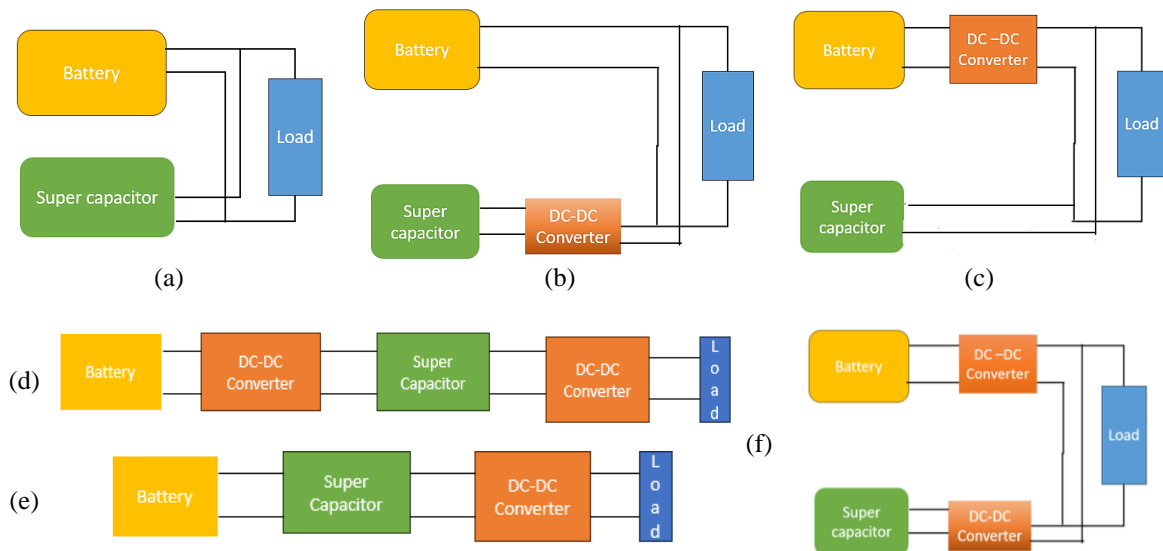 Battery
Super capacitor
Load
(a)
Battery
Super
capacitor
DC-DC
Converter
Load
(b)
Battery
DC –DC
Converter
Super
capacitor
Load
(c)
(d)
Battery
DC-DC
Converter
Super
Capacitor
DC-DC
Converter
L
o
a
d
(e)
Battery
Super
Capacitor
DC-DC
Converter
L
o
a
d
(f)
Battery
DC –DC
Converter
Super
capacitor
DC-DC
Converter
Load